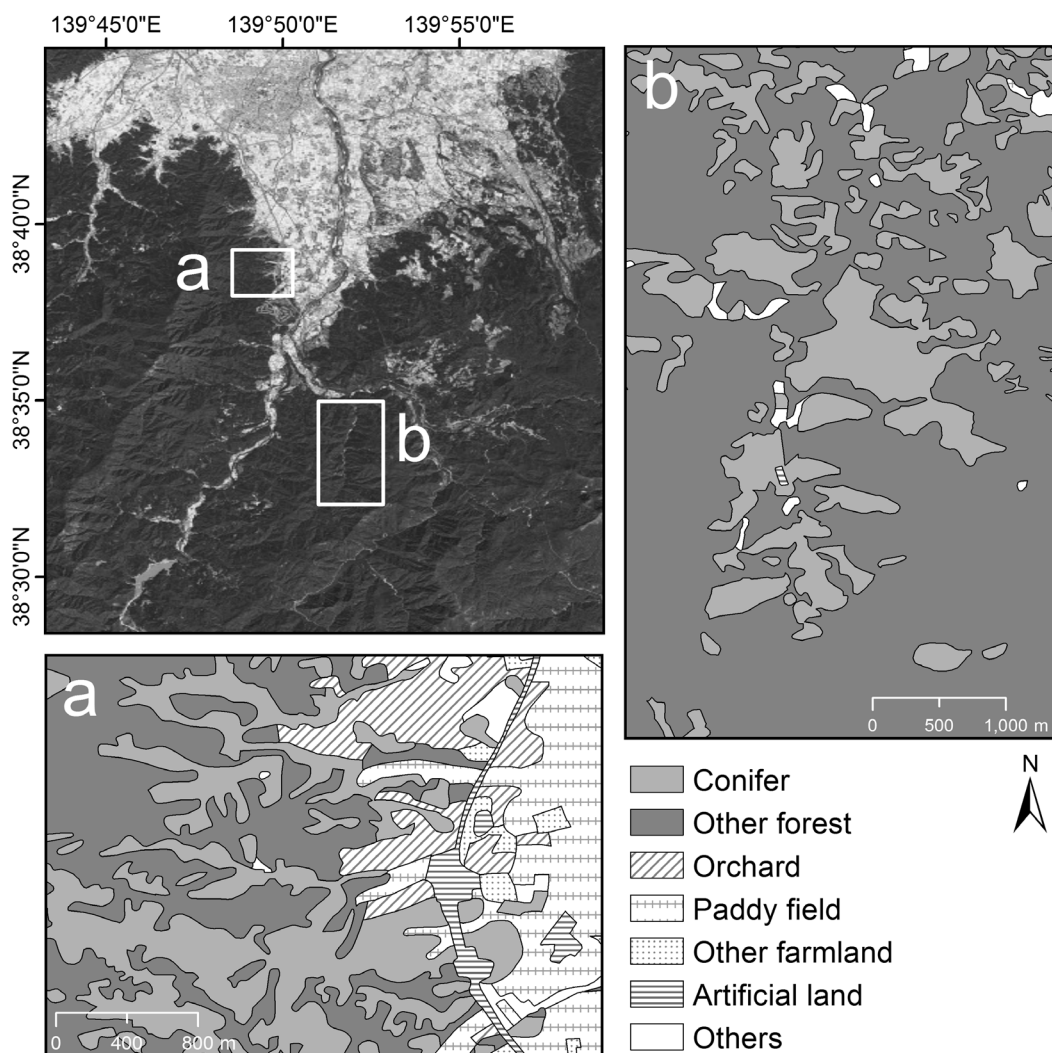 139°45'0"E 139°50'0"E 139°55'0"E
38°40'0"N
38°35'0"N
38°30'0"N
a
b
b
0 500 1,000 m
a
0 400 800 m
N
Conifer
Other forest
Orchard
Paddy field
Other farmland
Artificial land
Others